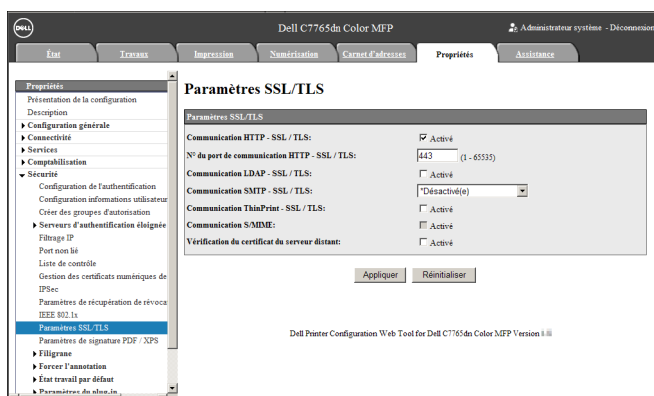 DELL
Dell C7765dn Color MFP
Administrateur système - Déconnexion
État
Travaux
Impression
Numérisation
Carnet d'adresses
Propriétés
Assistance
Propriétés
Présentation de la configuration
Description
Configuration générale
Connectivité
Services
Comptabilisation
Sécurité
Configuration de l'authentification
Configuration informations utilisateur
Créer des groupes d'autorisation
Serveurs d'authentification éloignée
Filtrage IP
Port non lié
Liste de contrôle
Gestion des certificats numériques de
IPSec
Paramètres de récupération de révoca
IEEE 802.1x
Paramètres SSL/TLS
Paramètres de signature PDF / XPS
Filigrane
Forcer l'annotation
État travail par défaut
Paramètres du plug-in
Paramètres SSL/TLS
Paramètres SSL/TLS
Communication HTTP - SSL / TLS: Activé
N° du port de communication HTTP - SSL / TLS: 443 (1 - 65535)
Communication LDAP - SSL / TLS: Activé
Communication SMTP - SSL / TLS: *Désactivé(e)
Communication ThinPrint - SSL / TLS: Activé
Communication S/MIME: Activé
Vérification du certificat du serveur distant: Activé
Appliquer Réinitialiser
Dell Printer Configuration Web Tool for Dell C7765dn Color MFP Version